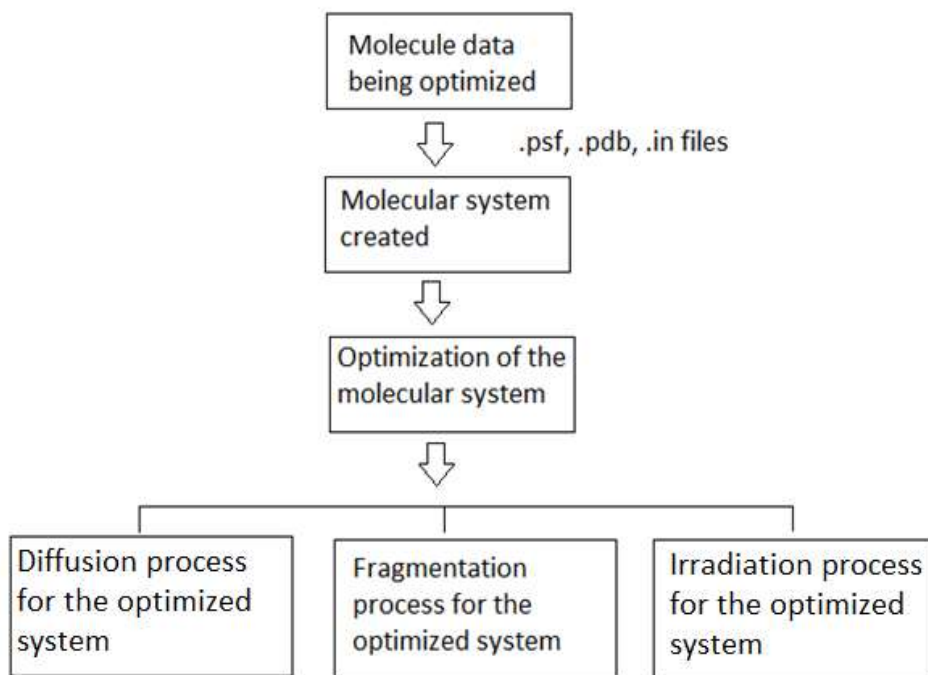 Molecule data
being optimized
.psf, .pdb, .in files
Molecular system
created
Optimization of the
molecular system
Diffusion process
for the optimized
system
Fragmentation
process for the
optimized system
Irradiation process
for the optimized
system